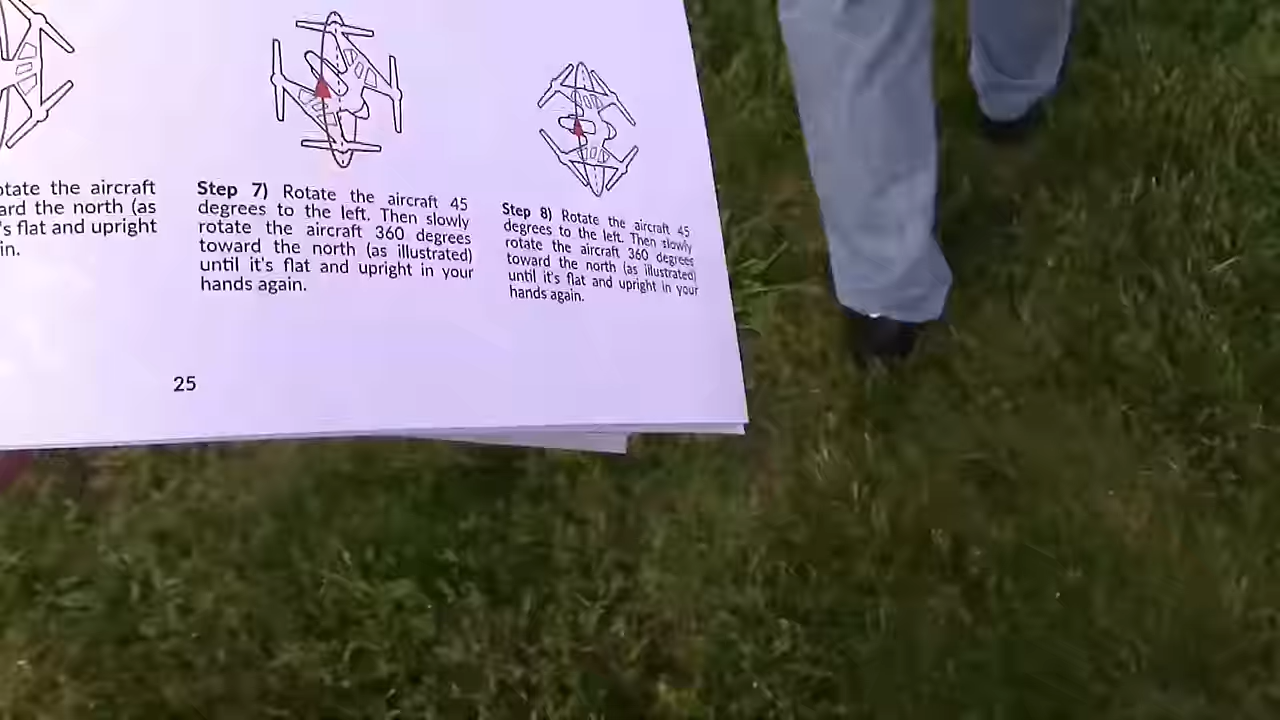 otate the aircraft
ard the north (as
's flat and upright
in.
Step 7) Rotate the aircraft 45
degrees to the left. Then slowly
rotate the aircraft 360 degrees
toward the north (as illustrated)
until it's flat and upright in your
hands again.
Step 8) Rotate the aircraft 45
degrees to the left. Then slowly
rotate the aircraft 360 degrees
toward the north (as illustrated)
until it's flat and upright in your
hands again.
25